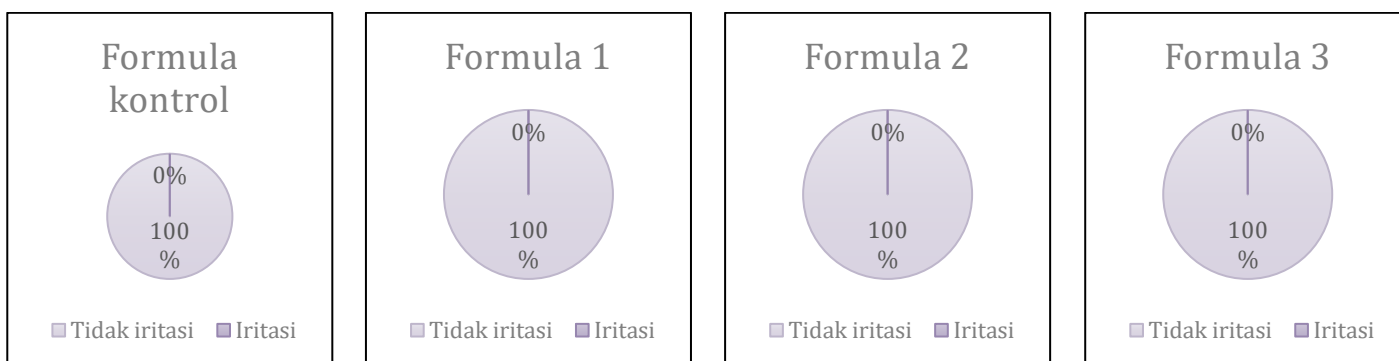 Formula
kontrol
0%
100
%
Tidak iritasi Iritasi
Formula 1
0%
100
%
Tidak iritasi Iritasi
Formula 2
0%
100
%
Tidak iritasi Iritasi
Formula 3
0%
100
%
Tidak iritasi Iritasi